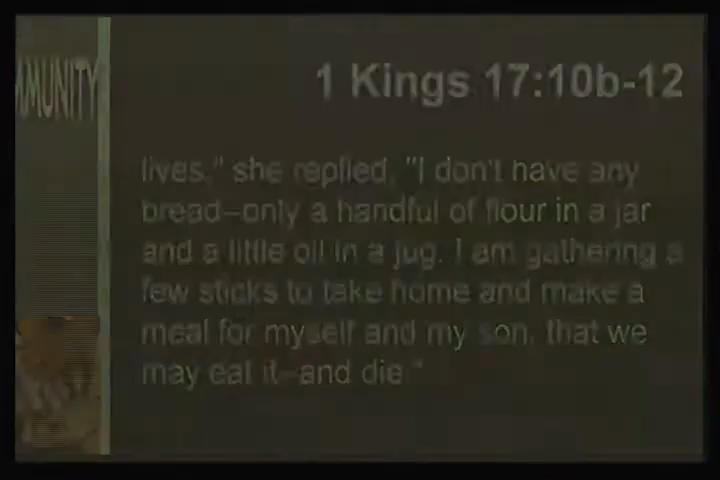 MMUNITY
1 Kings 17:10b-12
lives," she replied, "I don't have any
bread–only a handful of flour in a jar
and a little oil in a jug. I am gathering a
few sticks to take home and make a
meal for myself and my son, that we
may eat it–and die."